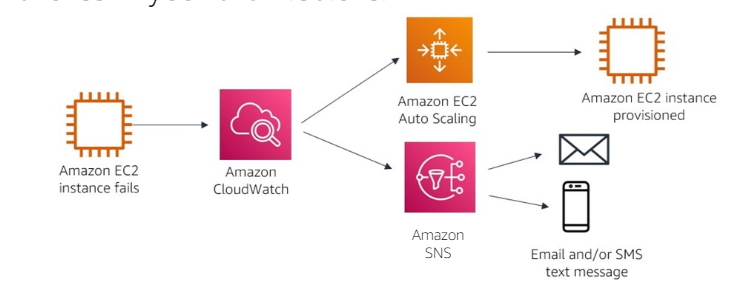 Amazon EC2
instance fails
Amazon
CloudWatch
Amazon EC2
Auto Scaling
Amazon EC2 instance
provisioned
Amazon
SNS
Email and/or SMS
text message